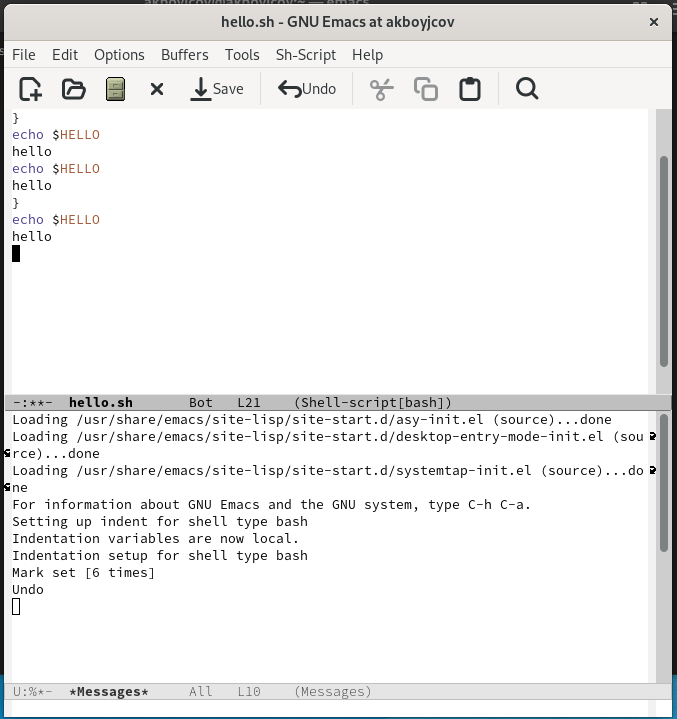 hello.sh - GNU Emacs at akboyjcov
File Edit Options Buffers Tools Sh-Script Help
Save Undo
}
echo $HELLO
hello
echo $HELLO
hello
}
echo $HELLO
hello
-:**- hello.sh Bot L21 (Shell-script[bash])
Loading /usr/share/emacs/site-lisp/site-start.d/asy-init.el (source)...done
Loading /usr/share/emacs/site-lisp/site-start.d/desktop-entry-mode-init.el (sou
rce)...done
Loading /usr/share/emacs/site-lisp/site-start.d/systemtap-init.el (source)...do
ne
For information about GNU Emacs and the GNU system, type C-h C-a.
Setting up indent for shell type bash
Indentation variables are now local.
Indentation setup for shell type bash
Mark set [6 times]
Undo
U:%*- *Messages* All L10 (Messages)